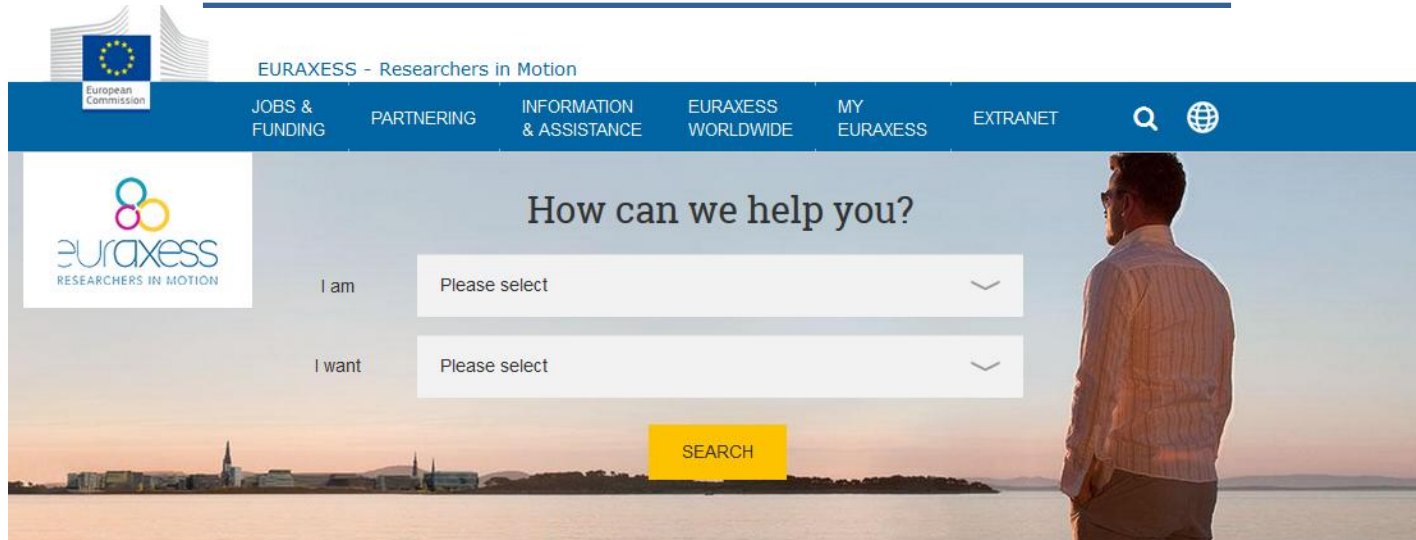 European
Commission
EURAXESS - Researchers in Motion
JOBS &
FUNDING
PARTNERING
INFORMATION
& ASSISTANCE
EURAXESS
WORLDWIDE
MY
EURAXESS
EXTRANET
euraxess
RESEARCHERS IN MOTION
How can we help you?
I am
Please select
I want
Please select
SEARCH